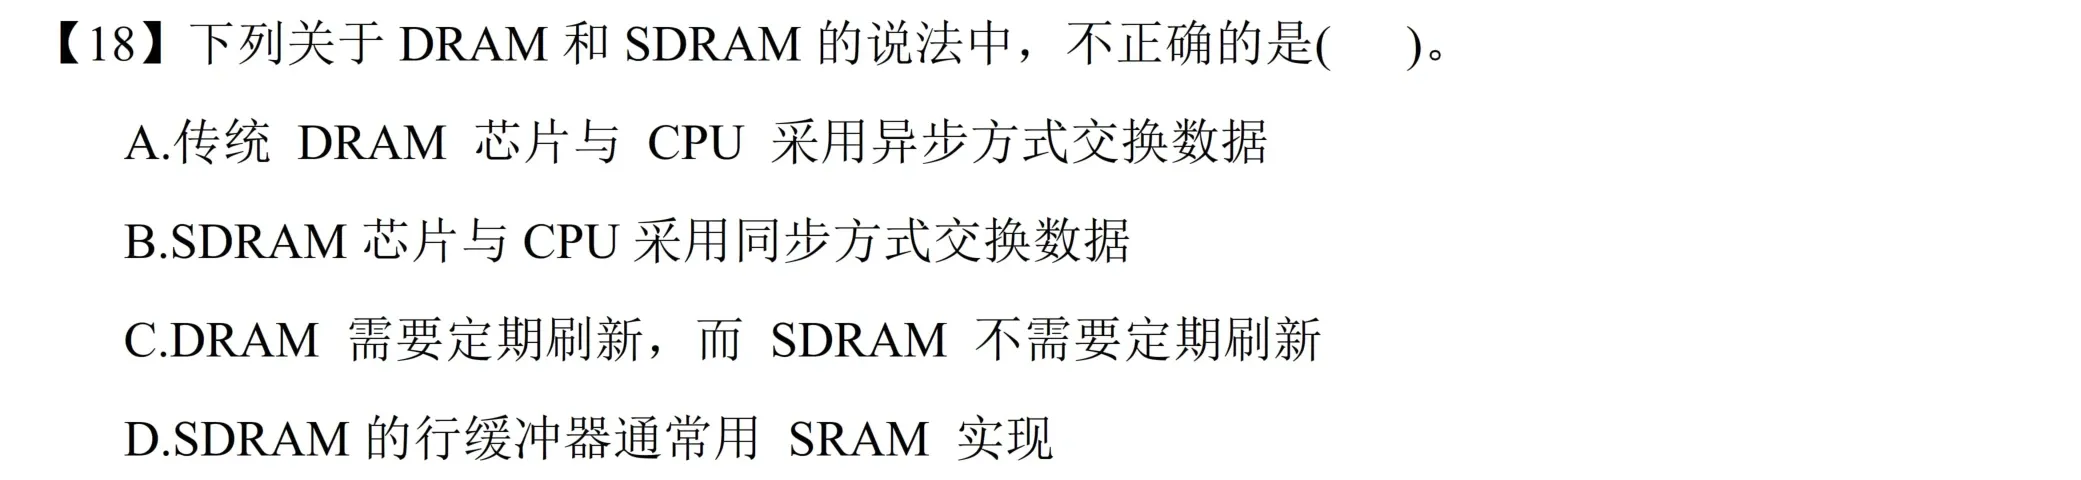 【18】下列关于 DRAM 和 SDRAM 的说法中，不正确的是(   )。
A.传统 DRAM 芯片与 CPU 采用异步方式交换数据
B.SDRAM 芯片与 CPU 采用同步方式交换数据
C.DRAM 需要定期刷新，而 SDRAM 不需要定期刷新
D.SDRAM 的行缓冲器通常用 SRAM 实现